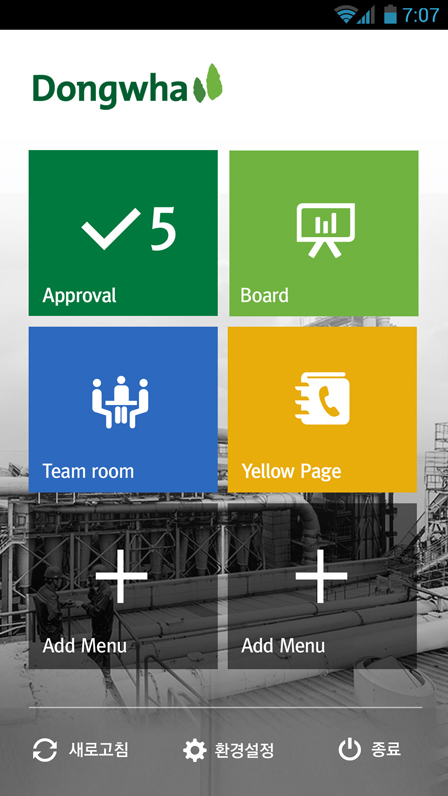 7:07
Dongwha
5
Approval
Board
Team room
Yellow Page
Add Menu
Add Menu
새로고침
환경설정
종료